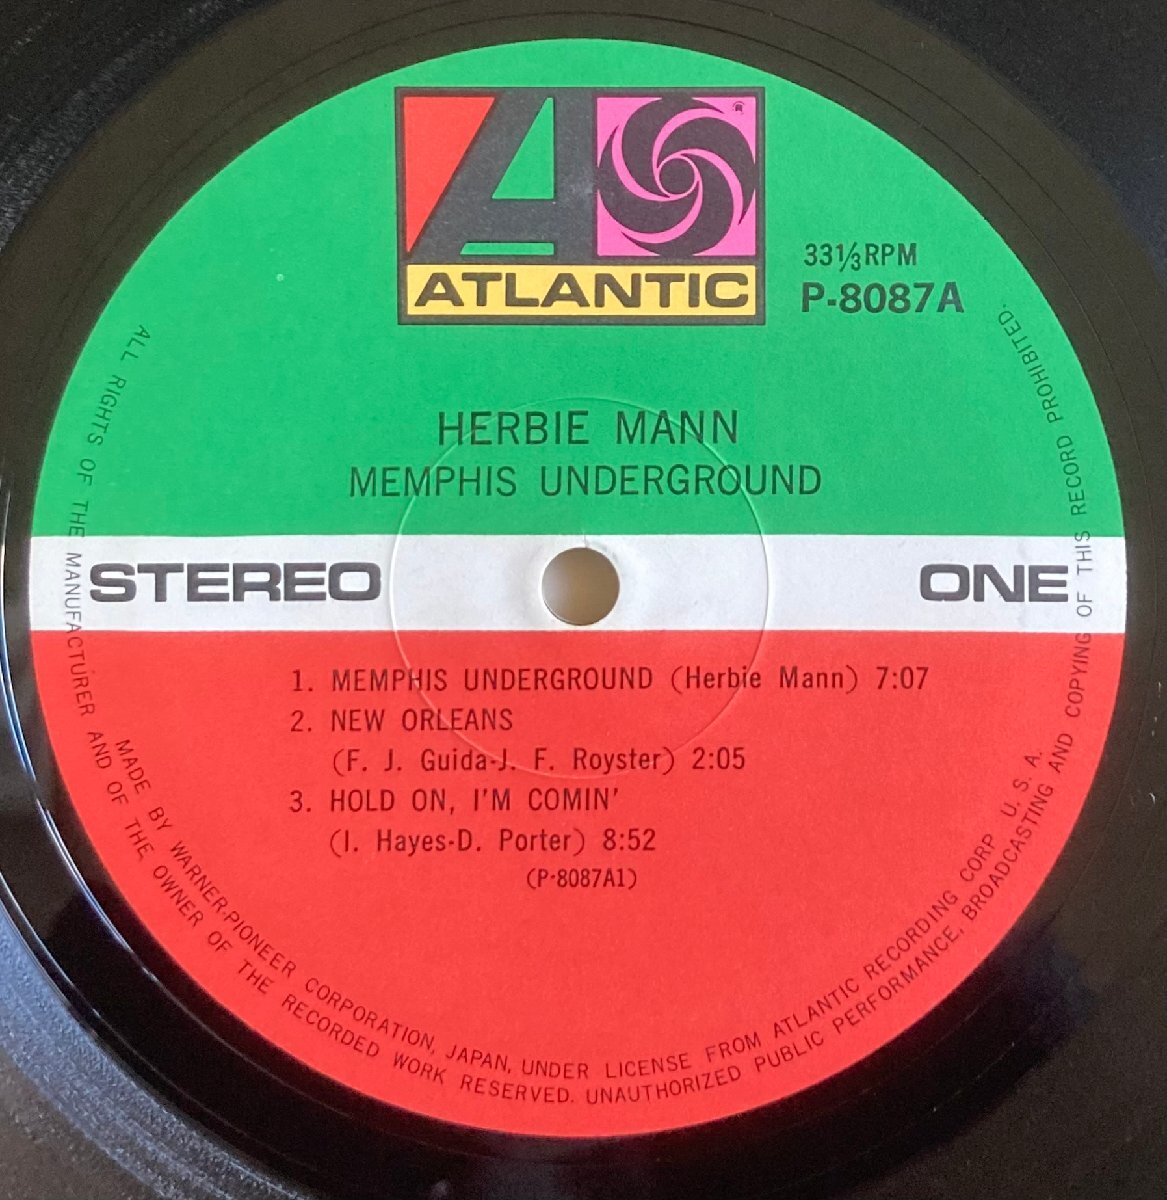 ATLANTIC
®
33⅓RPM
P-8087A
HERBIE MANN
MEMPHIS UNDERGROUND
STEREO
ONE
1. MEMPHIS UNDERGROUND (Herbie Mann) 7:07
2. NEW ORLEANS
(F. J. Guida-J. F. Royster) 2:05
3. HOLD ON, I'M COMIN'
(I. Hayes-D. Porter) 8:52
(P-8087A1)
MADE BY WARNER-PIONEER CORPORATION, JAPAN, UNDER LICENSE FROM ATLANTIC RECORDING CORP. U. S. A.
ALL RIGHTS OF THE MANUFACTURER AND OF THE OWNER OF THE RECORDED WORK RESERVED. UNAUTHORIZED PUBLIC PERFORMANCE, BROADCASTING AND COPYING OF THIS RECORD PROHIBITED.